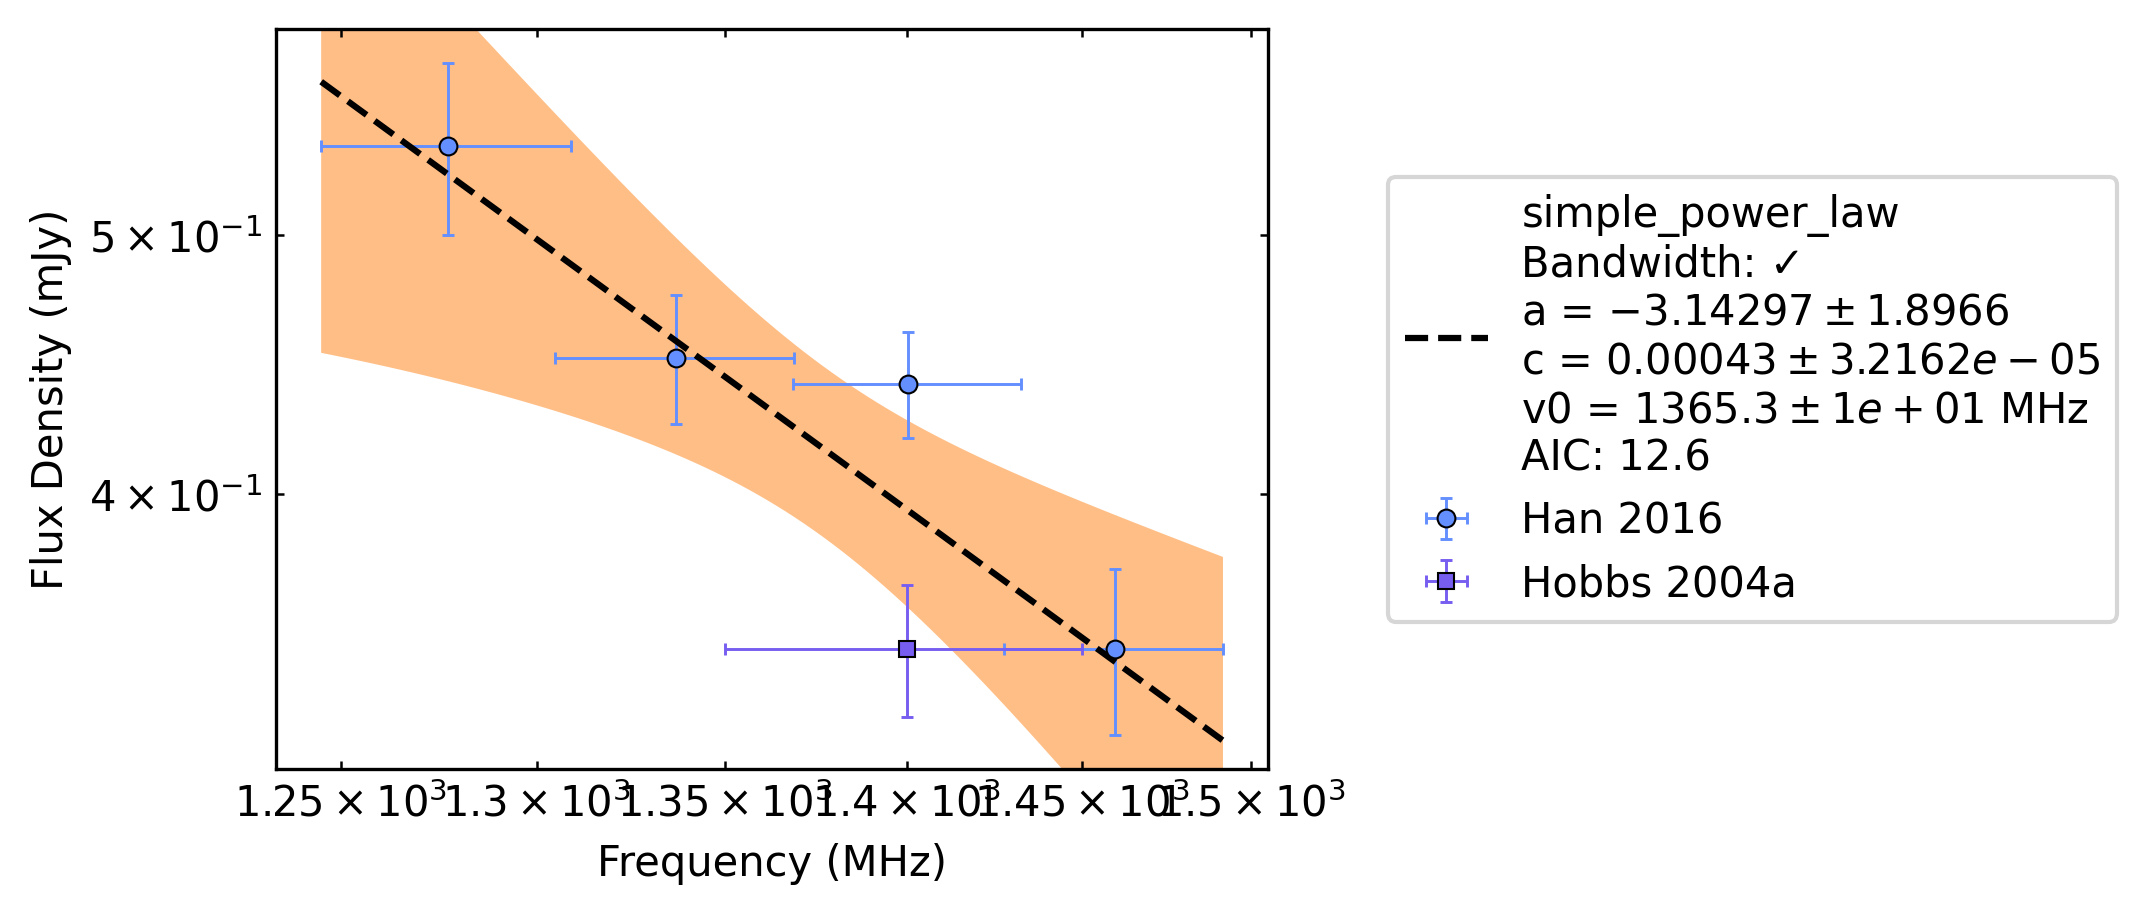 Flux Density (mJy)
5 × 10⁻¹
4 × 10⁻¹
1.25 × 10³ 1.3 × 10³ 1.35 × 10³ 1.4 × 10³ 1.45 × 10³ 1.5 × 10³
Frequency (MHz)
simple_power_law
Bandwidth: ✓
a = −3.14297 ± 1.8966
c = 0.00043 ± 3.2162e − 05
v0 = 1365.3 ± 1e + 01 MHz
AIC: 12.6
Han 2016
Hobbs 2004a